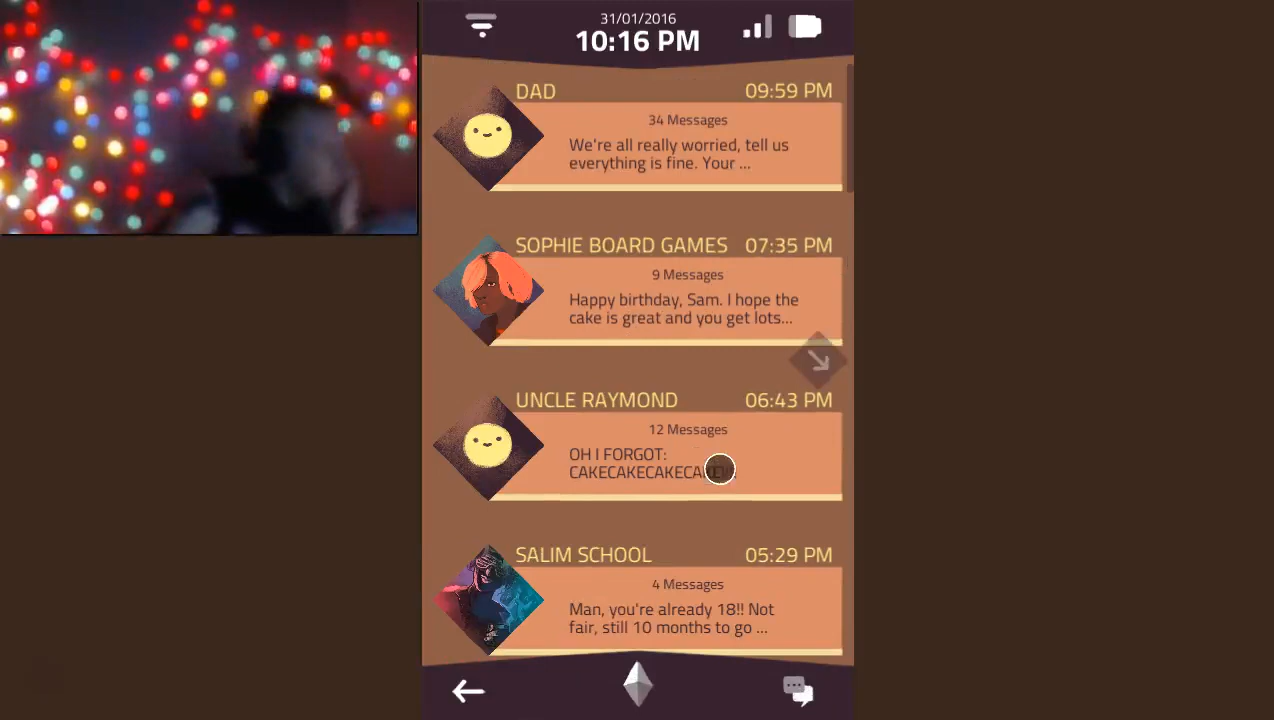 31/01/2016
10:16 PM
DAD 09:59 PM
34 Messages
We're all really worried, tell us
everything is fine. Your ...
SOPHIE BOARD GAMES 07:35 PM
9 Messages
Happy birthday, Sam. I hope the
cake is great and you get lots...
UNCLE RAYMOND 06:43 PM
12 Messages
OH I FORGOT:
SALIM SCHOOL 05:29 PM
4 Messages
Man, you're already 18!! Not
fair, still 10 months to go ...